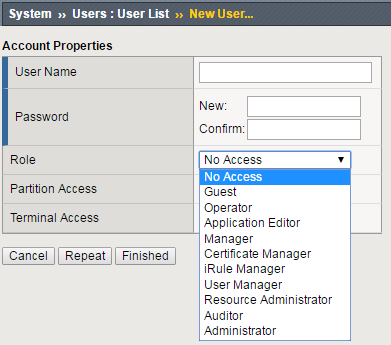 System ›› Users : User List ›› New User...
Account Properties
User Name
Password
New:
Confirm:
Role
No Access
No Access
Guest
Operator
Application Editor
Manager
Certificate Manager
iRule Manager
User Manager
Resource Administrator
Auditor
Administrator
Partition Access
Terminal Access
Cancel Repeat Finished